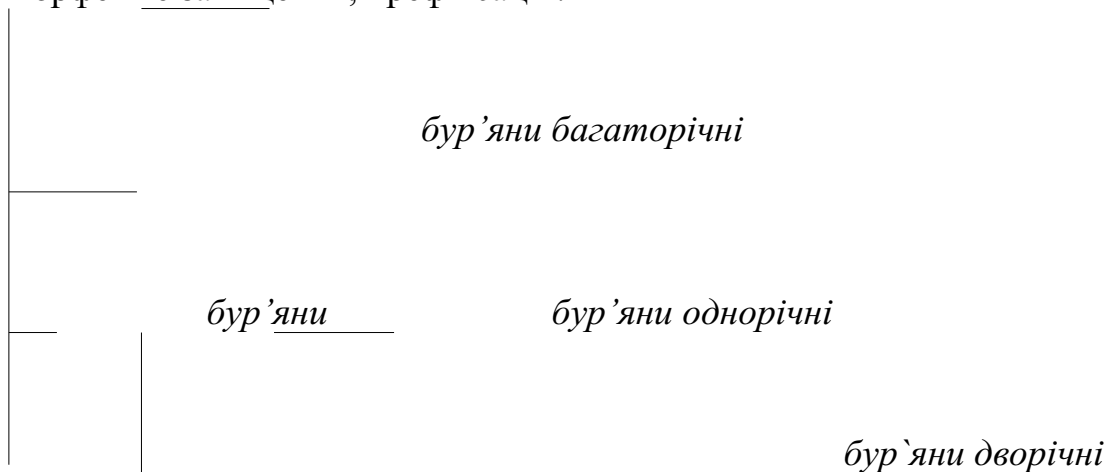 бур’яни багаторічні
бур’яни бур’яни однорічні
бур`яни дворічні